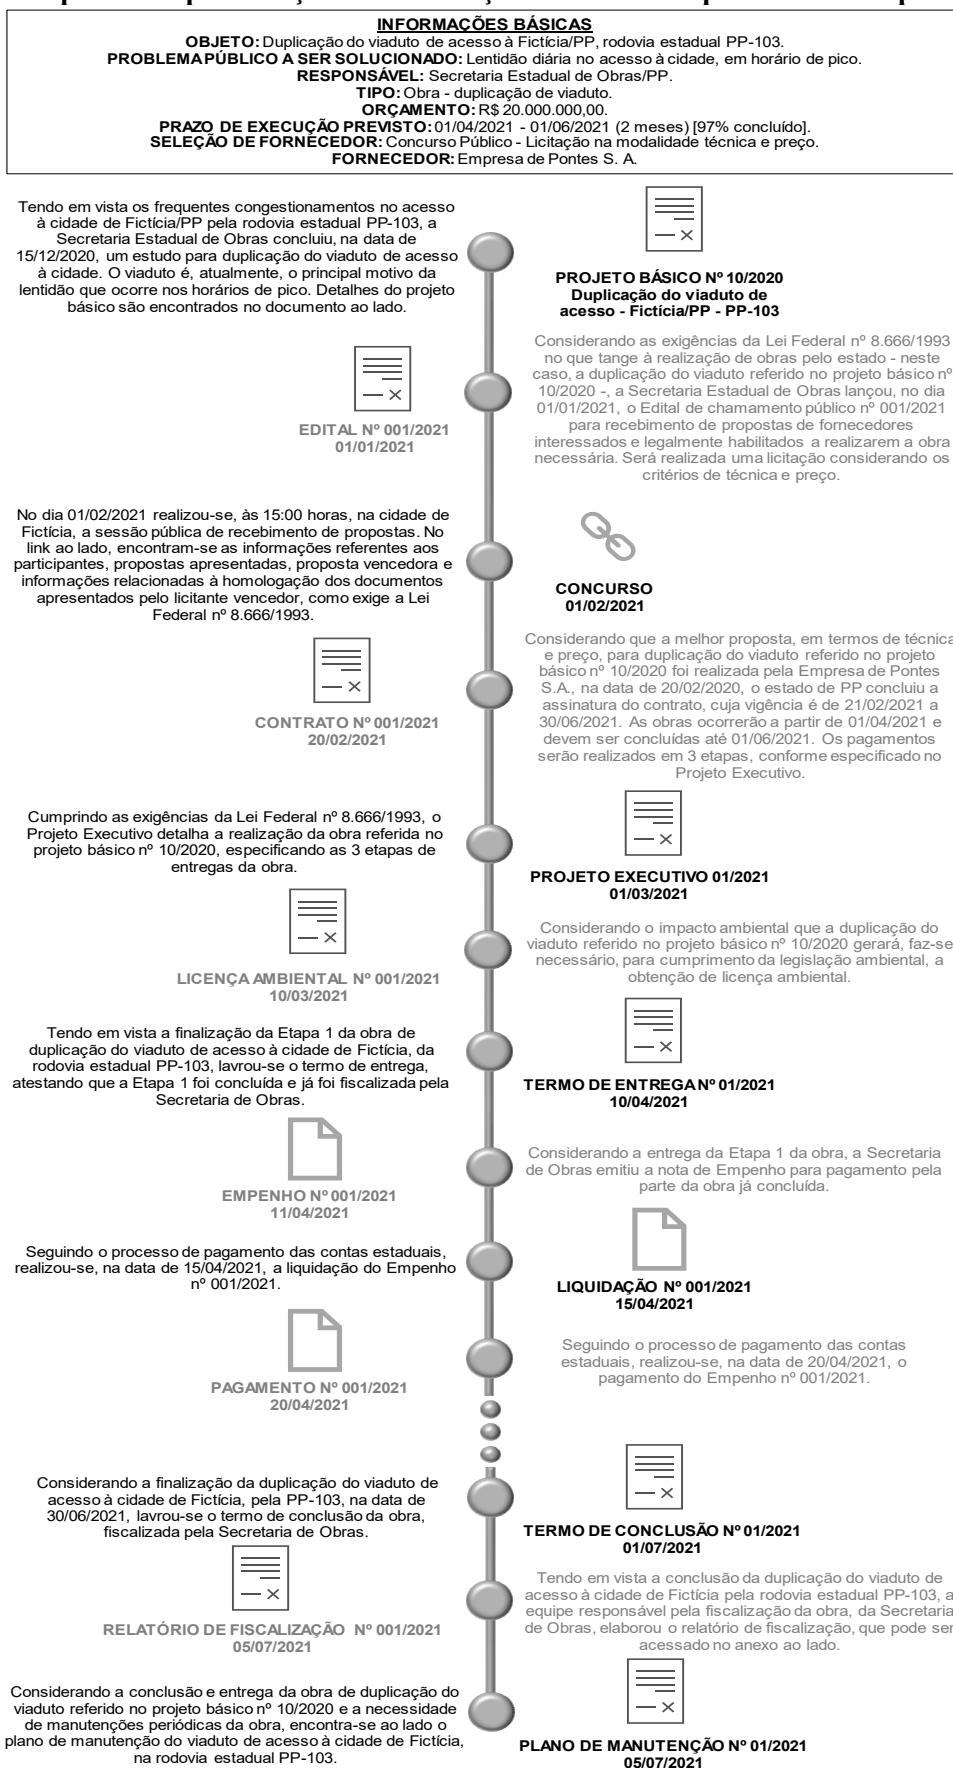 INFORMAÇÕES BÁSICAS
OBJETO: Duplicação do viaduto de acesso à Fictícia/PP, rodovia estadual PP-103.
PROBLEMA PÚBLICO A SER SOLUCIONADO: Lentidão diária no acesso à cidade, em horário de pico.
RESPONSÁVEL: Secretaria Estadual de Obras/PP.
TIPO: Obra - duplicação de viaduto.
ORÇAMENTO: R$ 20.000.000,00.
PRAZO DE EXECUÇÃO PREVISTO: 01/04/2021 - 01/06/2021 (2 meses) [97% concluído].
SELEÇÃO DE FORNECEDOR: Concurso Público - Licitação na modalidade técnica e preço.
FORNECEDOR: Empresa de Pontes S. A.
Tendo em vista os frequentes congestionamentos no acesso
à cidade de Fictícia/PP pela rodovia estadual PP-103, a
Secretaria Estadual de Obras concluiu, na data de
15/12/2020, um estudo para duplicação do viaduto de acesso
à cidade. O viaduto é, atualmente, o principal motivo da
lentidão que ocorre nos horários de pico. Detalhes do projeto
básico são encontrados no documento ao lado.
PROJETO BÁSICO Nº 10/2020
Duplicação do viaduto de
acesso - Fictícia/PP - PP-103
EDITAL Nº 001/2021
01/01/2021
Considerando as exigências da Lei Federal nº 8.666/1993
no que tange à realização de obras pelo estado - neste
caso, a duplicação do viaduto referido no projeto básico nº
10/2020 -, a Secretaria Estadual de Obras lançou, no dia
01/01/2021, o Edital de chamamento público nº 001/2021
para recebimento de propostas de fornecedores
interessados e legalmente habilitados a realizarem a obra
necessária. Será realizada uma licitação considerando os
critérios de técnica e preço.
No dia 01/02/2021 realizou-se, às 15:00 horas, na cidade de
Fictícia, a sessão pública de recebimento de propostas. No
link ao lado, encontram-se as informações referentes aos
participantes, propostas apresentadas, proposta vencedora e
informações relacionadas à homologação dos documentos
apresentados pelo licitante vencedor, como exige a Lei
Federal nº 8.666/1993.
CONCURSO
01/02/2021
CONTRATO Nº 001/2021
20/02/2021
Considerando que a melhor proposta, em termos de técnica
e preço, para duplicação do viaduto referido no projeto
básico nº 10/2020 foi realizada pela Empresa de Pontes
S.A., na data de 20/02/2020, o estado de PP concluiu a
assinatura do contrato, cuja vigência é de 21/02/2021 a
30/06/2021. As obras ocorrerão a partir de 01/04/2021 e
devem ser concluídas até 01/06/2021. Os pagamentos
serão realizados em 3 etapas, conforme especificado no
Projeto Executivo.
Cumprindo as exigências da Lei Federal nº 8.666/1993, o
Projeto Executivo detalha a realização da obra referida no
projeto básico nº 10/2020, especificando as 3 etapas de
entregas da obra.
PROJETO EXECUTIVO 01/2021
01/03/2021
LICENÇA AMBIENTAL Nº 001/2021
10/03/2021
Considerando o impacto ambiental que a duplicação do
viaduto referido no projeto básico nº 10/2020 gerará, faz-se
necessário, para cumprimento da legislação ambiental, a
obtenção de licença ambiental.
Tendo em vista a finalização da Etapa 1 da obra de
duplicação do viaduto de acesso à cidade de Fictícia, da
rodovia estadual PP-103, lavrou-se o termo de entrega,
atestando que a Etapa 1 foi concluída e já foi fiscalizada pela
Secretaria de Obras.
TERMO DE ENTREGA Nº 01/2021
10/04/2021
EMPENHO Nº 001/2021
11/04/2021
Considerando a entrega da Etapa 1 da obra, a Secretaria
de Obras emitiu a nota de Empenho para pagamento pela
parte da obra já concluída.
Seguindo o processo de pagamento das contas estaduais,
realizou-se, na data de 15/04/2021, a liquidação do Empenho
nº 001/2021.
LIQUIDAÇÃO Nº 001/2021
15/04/2021
PAGAMENTO Nº 001/2021
20/04/2021
Seguindo o processo de pagamento das contas
estaduais, realizou-se, na data de 20/04/2021, o
pagamento do Empenho nº 001/2021.
Considerando a finalização da duplicação do viaduto de
acesso à cidade de Fictícia, pela PP-103, na data de
30/06/2021, lavrou-se o termo de conclusão da obra,
fiscalizada pela Secretaria de Obras.
TERMO DE CONCLUSÃO Nº 01/2021
01/07/2021
RELATÓRIO DE FISCALIZAÇÃO Nº 001/2021
05/07/2021
Tendo em vista a conclusão da duplicação do viaduto de
acesso à cidade de Fictícia pela rodovia estadual PP-103, a
equipe responsável pela fiscalização da obra, da Secretaria
de Obras, elaborou o relatório de fiscalização, que pode ser
acessado no anexo ao lado.
Considerando a conclusão e entrega da obra de duplicação do
viaduto referido no projeto básico nº 10/2020 e a necessidade
de manutenções periódicas da obra, encontra-se ao lado o
plano de manutenção do viaduto de acesso à cidade de Fictícia,
na rodovia estadual PP-103.
PLANO DE MANUTENÇÃO Nº 01/2021
05/07/2021